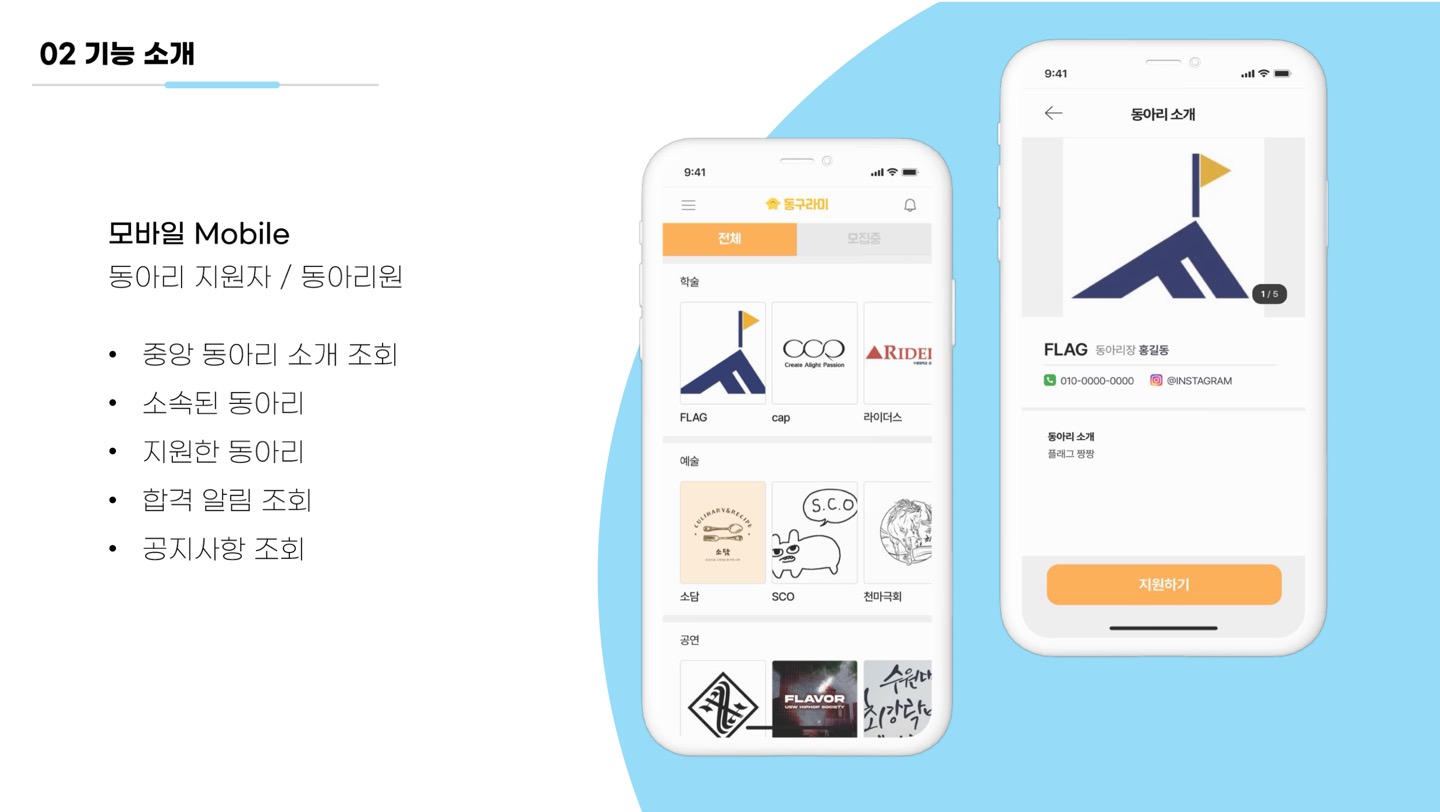 02 기능 소개
모바일 Mobile
동아리 지원자 / 동아리원
• 중앙 동아리 소개 조회
• 소속된 동아리
• 지원한 동아리
• 합격 알림 조회
• 공지사항 조회
9:41
동구라미
전체 모집중
학술
CCP
Create Alight Passion
RIDE
FLAG cap 라이더스
예술
CULINARY&RECIPE
소담
S.C.O
소담 SCO 천마극회
공연
FLAVOR
USW HIPHOP SOCIETY
수원대
최강락
9:41
동아리 소개
1 / 5
FLAG 동아리장 홍길동
010-0000-0000 @INSTAGRAM
동아리 소개
플래그 짱짱
지원하기